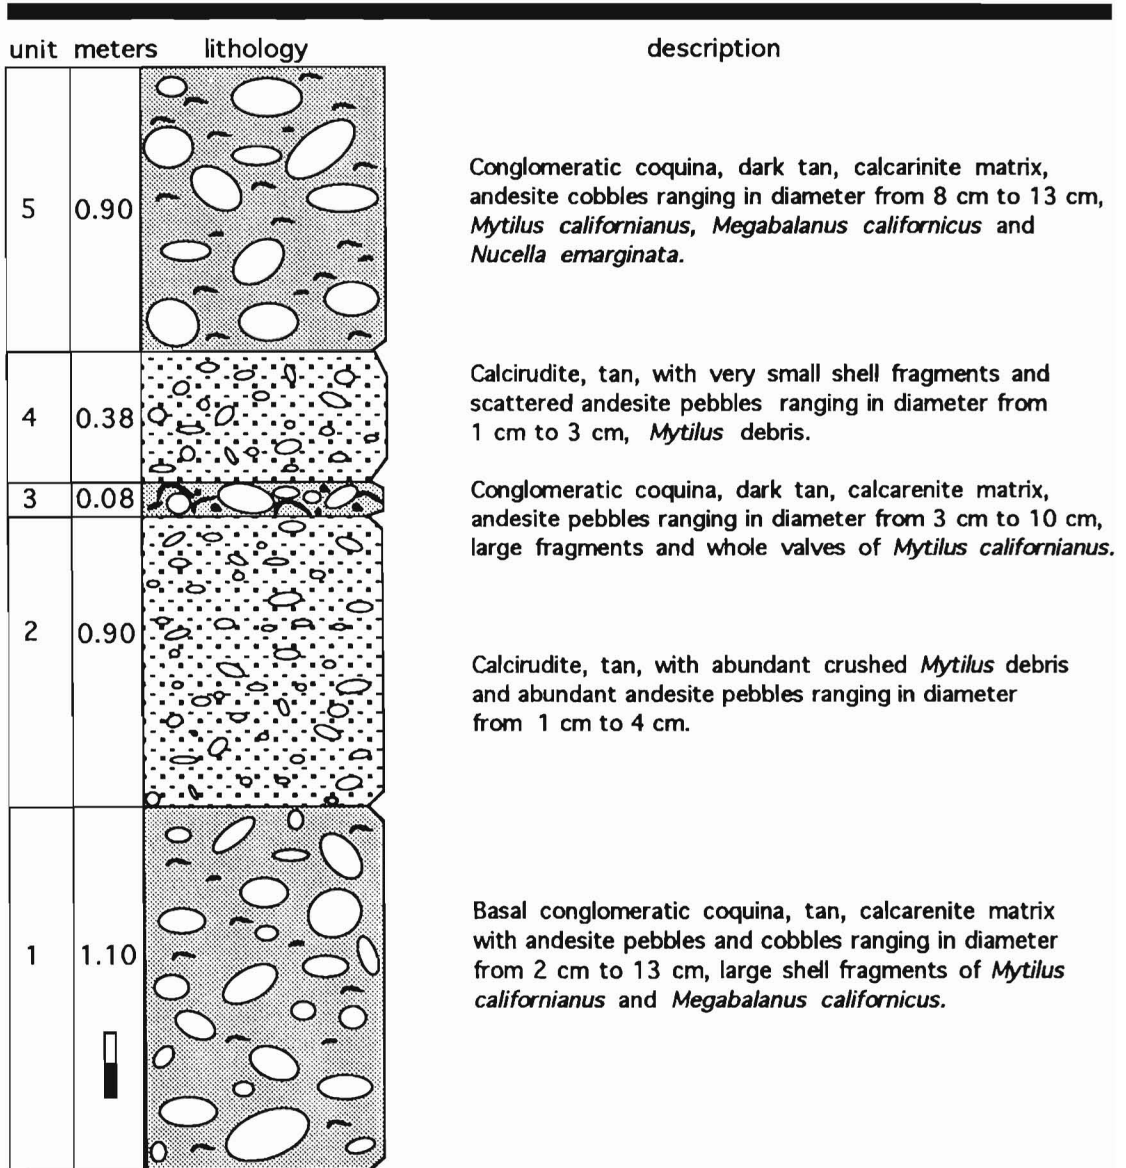 unit meters lithology description
5 0.90
Conglomeratic coquina, dark tan, calcarinite matrix,
andesite cobbles ranging in diameter from 8 cm to 13 cm,
Mytilus californianus, Megabalanus californicus and
Nucella emarginata.
4 0.38
Calcirudite, tan, with very small shell fragments and
scattered andesite pebbles ranging in diameter from
1 cm to 3 cm, Mytilus debris.
3 0.08
Conglomeratic coquina, dark tan, calcarenite matrix,
andesite pebbles ranging in diameter from 3 cm to 10 cm,
large fragments and whole valves of Mytilus californianus.
2 0.90
Calcirudite, tan, with abundant crushed Mytilus debris
and abundant andesite pebbles ranging in diameter
from 1 cm to 4 cm.
1 1.10
Basal conglomeratic coquina, tan, calcarenite matrix
with andesite pebbles and cobbles ranging in diameter
from 2 cm to 13 cm, large shell fragments of Mytilus
californianus and Megabalanus californicus.